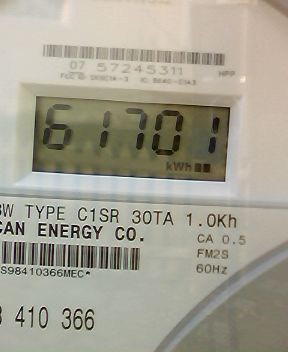 07 57245311 HPP
61701
kWh
W TYPE C1SR 30TA 1.0Kh
CAN ENERGY CO.
CA 0.5
FM2S
S98410366MEC*
60Hz
410 366